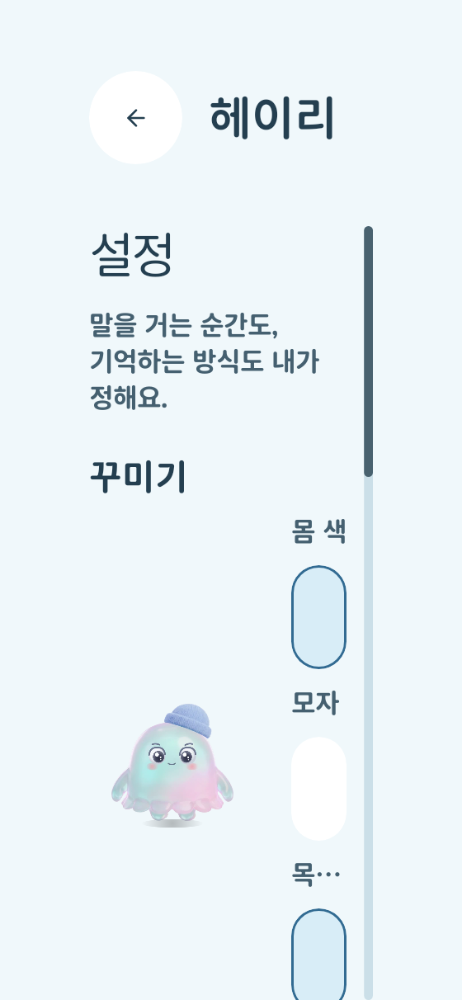 헤이리
설정
말을 거는 순간도,
기억하는 방식도 내가
정해요.
꾸미기
몸 색
모자
목…